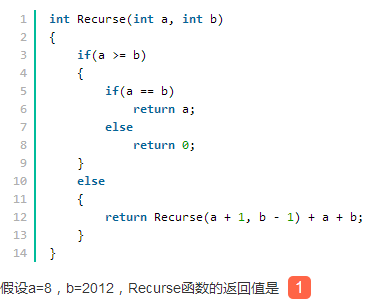 1 int Recurse(int a, int b)
2 {
3     if(a >= b)
4     {
5         if(a == b)
6             return a;
7         else
8             return 0;
9     }
10     else
11     {
12         return Recurse(a + 1, b - 1) + a + b;
13     }
14 }
假设a=8，b=2012，Recurse函数的返回值是 1